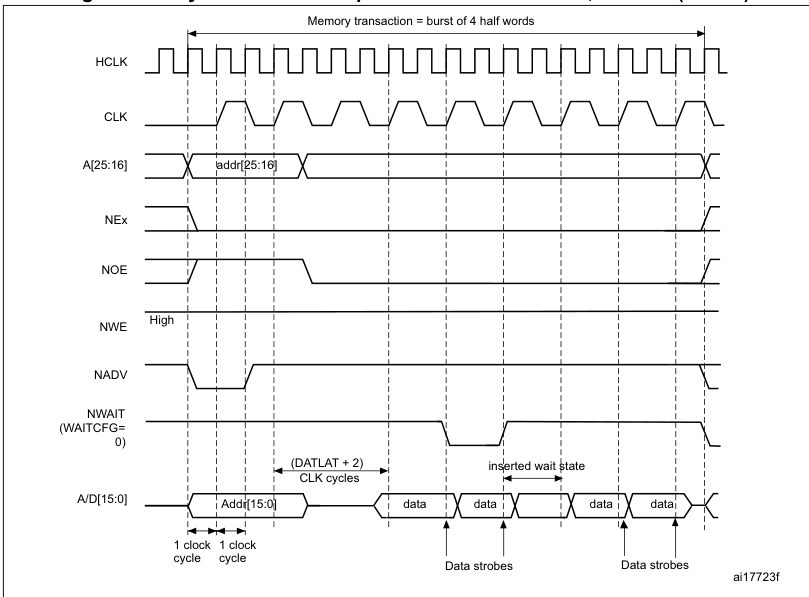 Memory transaction = burst of 4 half words
HCLK
CLK
A[25:16]
addr[25:16]
NEx
NOE
High
NWE
NADV
NWAIT
(WAITCFG=
0)
(DATLAT + 2)
CLK cycles
inserted wait state
A/D[15:0]
Addr[15:0]
data
data
data
data
1 clock
cycle
1 clock
cycle
Data strobes
Data strobes
ai17723f